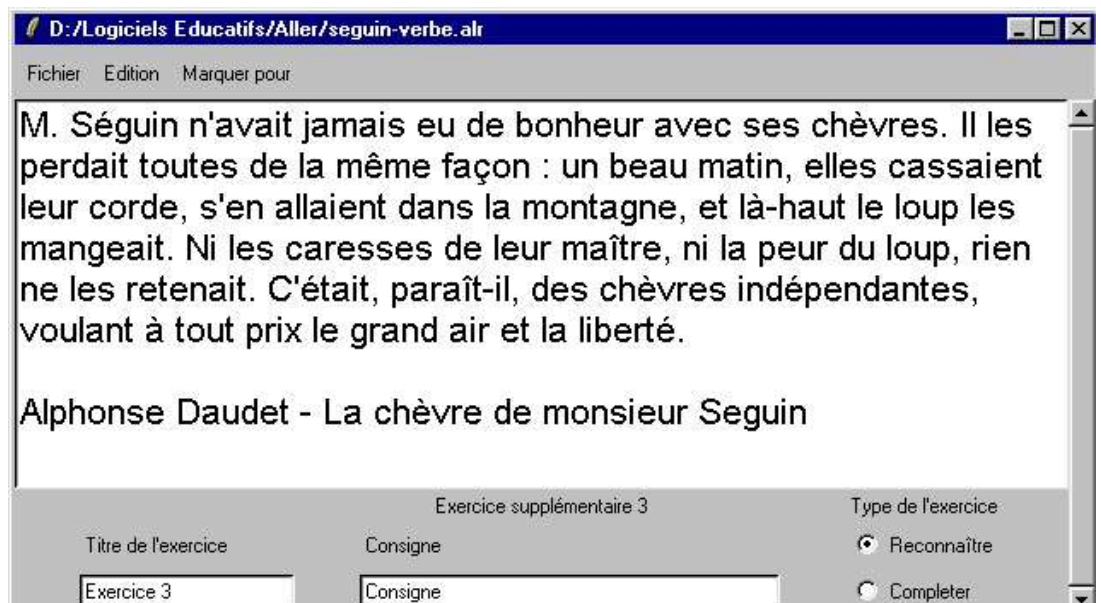 D:/Logiciels Educatifs/Aller/seguin-verbe.alr
Fichier Edition Marquer pour
M. Séguin n'avait jamais eu de bonheur avec ses chèvres. Il les
perdait toutes de la même façon : un beau matin, elles cassaient
leur corde, s'en allaient dans la montagne, et là-haut le loup les
mangeait. Ni les caresses de leur maître, ni la peur du loup, rien
ne les retenait. C'était, paraît-il, des chèvres indépendantes,
voulant à tout prix le grand air et la liberté.
Alphonse Daudet - La chèvre de monsieur Seguin
Exercice supplémentaire 3 Type de l'exercice
Titre de l'exercice Consigne Reconnaître
Exercice 3 Consigne Completer